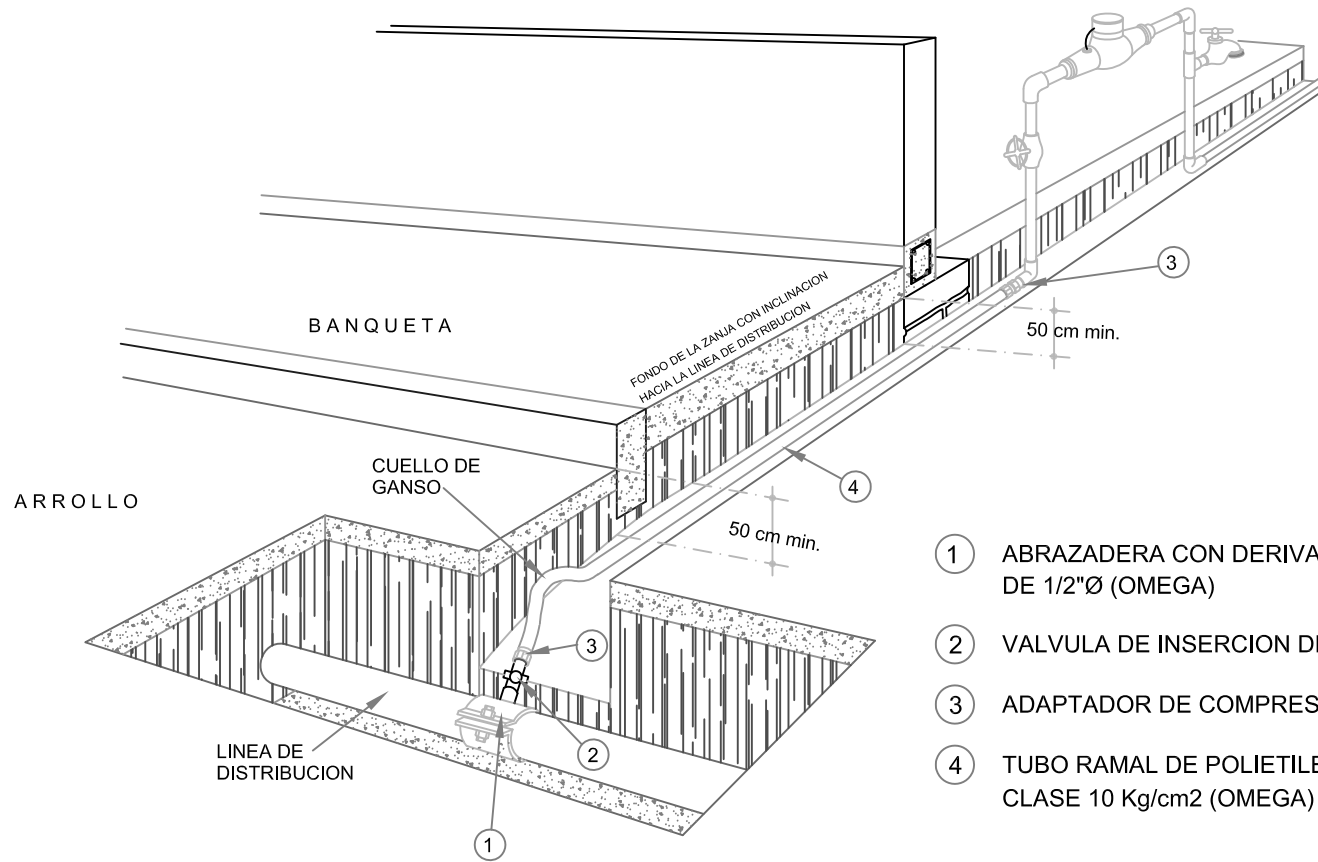 BANQUETA
FONDO DE LA ZANJA CON INCLINACION
HACIA LA LINEA DE DISTRIBUCION
3
50 cm min.
CUELLO DE
GANSO
4
ARROLLO
50 cm min.
3
2
LINEA DE
DISTRIBUCION
1
1 ABRAZADERA CON DERIVA
DE 1/2"Ø (OMEGA)
2 VALVULA DE INSERCION D
3 ADAPTADOR DE COMPRES
4 TUBO RAMAL DE POLIETILE
CLASE 10 Kg/cm2 (OMEGA)